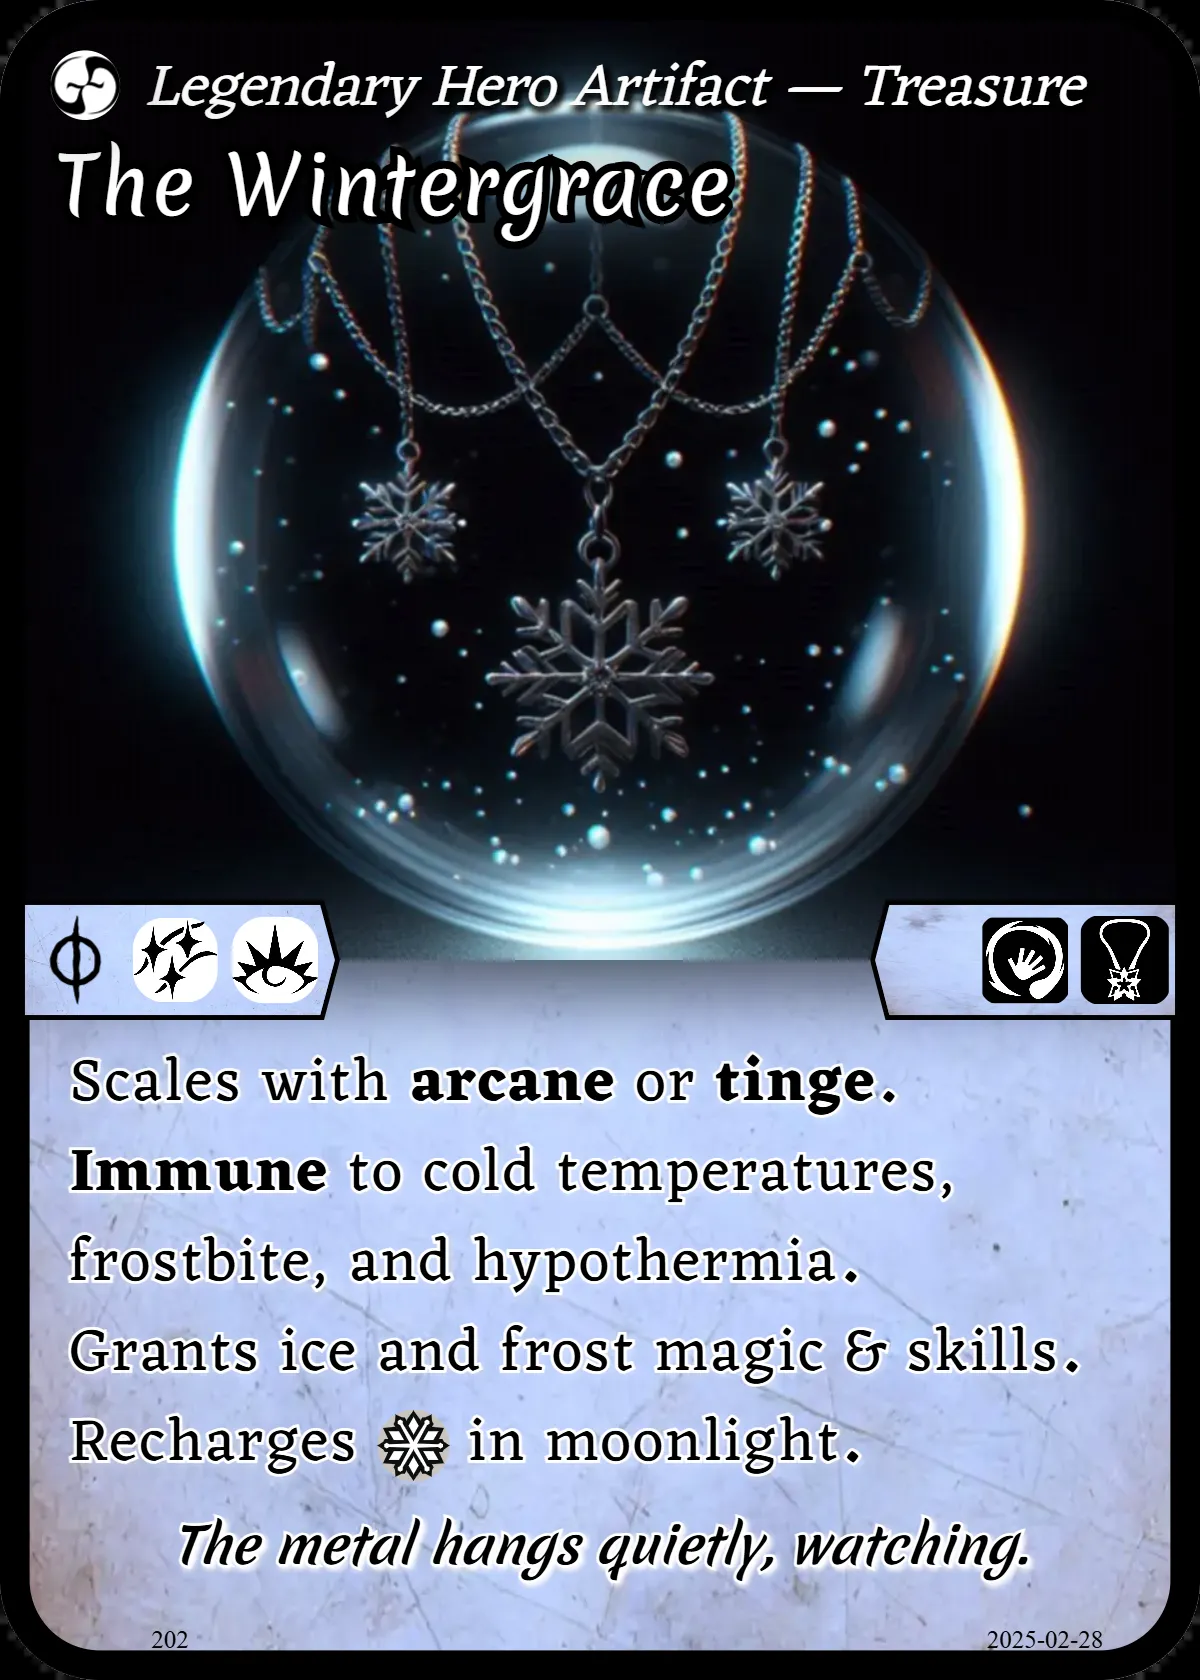 Legendary Hero Artifact — Treasure
The Wintergrace
Scales with arcane or tinge.
Immune to cold temperatures,
frostbite, and hypothermia.
Grants ice and frost magic & skills.
Recharges in moonlight.
The metal hangs quietly, watching.
202
2025-02-28